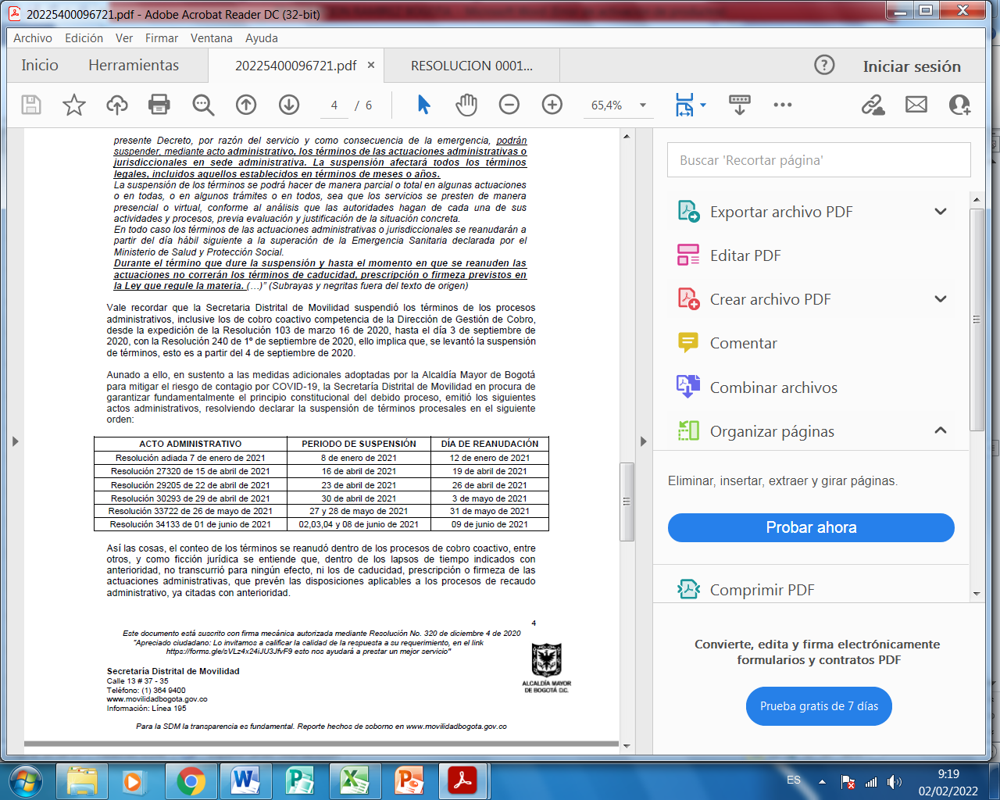 20225400096721.pdf - Adobe Acrobat Reader DC (32-bit)
Archivo Edición Ver Firmar Ventana Ayuda
Inicio Herramientas 20225400096721.pdf × RESOLUCION 0001... Iniciar sesión
4 / 6 65,4%
presente Decreto, por razón del servicio y como consecuencia de la emergencia, podrán
suspender, mediante acto administrativo, los términos de las actuaciones administrativas o
jurisdiccionales en sede administrativa. La suspensión afectará todos los términos
legales, incluidos aquellos establecidos en términos de meses o años.
La suspensión de los términos se podrá hacer de manera parcial o total en algunas actuaciones
o en todas, o en algunos trámites o en todos, sea que los servicios se presten de manera
presencial o virtual, conforme al análisis que las autoridades hagan de cada una de sus
actividades y procesos, previa evaluación y justificación de la situación concreta.
En todo caso los términos de las actuaciones administrativas o jurisdiccionales se reanudarán a
partir del día hábil siguiente a la superación de la Emergencia Sanitaria declarada por el
Ministerio de Salud y Protección Social.
Durante el término que dure la suspensión y hasta el momento en que se reanuden las
actuaciones no correrán los términos de caducidad, prescripción o firmeza previstos en
la Ley que regule la materia. (…)” (Subrayas y negritas fuera del texto de origen)
Vale recordar que la Secretaria Distrital de Movilidad suspendió los términos de los procesos
administrativos, inclusive los de cobro coactivo competencia de la Dirección de Gestión de Cobro,
desde la expedición de la Resolución 103 de marzo 16 de 2020, hasta el día 3 de septiembre de
2020, con la Resolución 240 de 1º de septiembre de 2020, ello implica que, se levantó la suspensión
de términos, esto es a partir del 4 de septiembre de 2020.
Aunado a ello, en sustento a las medidas adicionales adoptadas por la Alcaldía Mayor de Bogotá
para mitigar el riesgo de contagio por COVID-19, la Secretaría Distrital de Movilidad en procura de
garantizar fundamentalmente el principio constitucional del debido proceso, emitió los siguientes
actos administrativos, resolviendo declarar la suspensión de términos procesales en el siguiente
orden:
ACTO ADMINISTRATIVO PERIODO DE SUSPENSIÓN DÍA DE REANUDACIÓN
Resolución adiada 7 de enero de 2021 8 de enero de 2021 12 de enero de 2021
Resolución 27320 de 15 de abril de 2021 16 de abril de 2021 19 de abril de 2021
Resolución 29205 de 22 de abril de 2021 23 de abril de 2021 26 de abril de 2021
Resolución 30293 de 29 de abril de 2021 30 de abril de 2021 3 de mayo de 2021
Resolución 33722 de 26 de mayo de 2021 27 y 28 de mayo de 2021 31 de mayo de 2021
Resolución 34133 de 01 de junio de 2021 02,03,04 y 08 de junio de 2021 09 de junio de 2021
Así las cosas, el conteo de los términos se reanudó dentro de los procesos de cobro coactivo, entre
otros, y como ficción jurídica se entiende que, dentro de los lapsos de tiempo indicados con
anterioridad, no transcurrió para ningún efecto, ni los de caducidad, prescripción o firmeza de las
actuaciones administrativas, que prevén las disposiciones aplicables a los procesos de recaudo
administrativo, ya citadas con anterioridad.
4
Este documento está suscrito con firma mecánica autorizada mediante Resolución No. 320 de diciembre 4 de 2020
"Apreciado ciudadano: Lo invitamos a calificar la calidad de la respuesta a su requerimiento, en el link
https://forms.gle/sVLz4x24iJU3JfvF9 esto nos ayudará a prestar un mejor servicio"
Secretaría Distrital de Movilidad
Calle 13 # 37 - 35
Teléfono: (1) 364 9400
www.movilidadbogota.gov.co
Información: Línea 195
ALCALDÍA MAYOR
DE BOGOTÁ D.C.
Para la SDM la transparencia es fundamental. Reporte hechos de soborno en www.movilidadbogota.gov.co
Buscar 'Recortar página'
Exportar archivo PDF
Editar PDF
Crear archivo PDF
Comentar
Combinar archivos
Organizar páginas
Eliminar, insertar, extraer y girar páginas.
Probar ahora
Comprimir PDF
Convierte, edita y firma electrónicamente
formularios y contratos PDF
Prueba gratis de 7 días
ES
9:19
02/02/2022